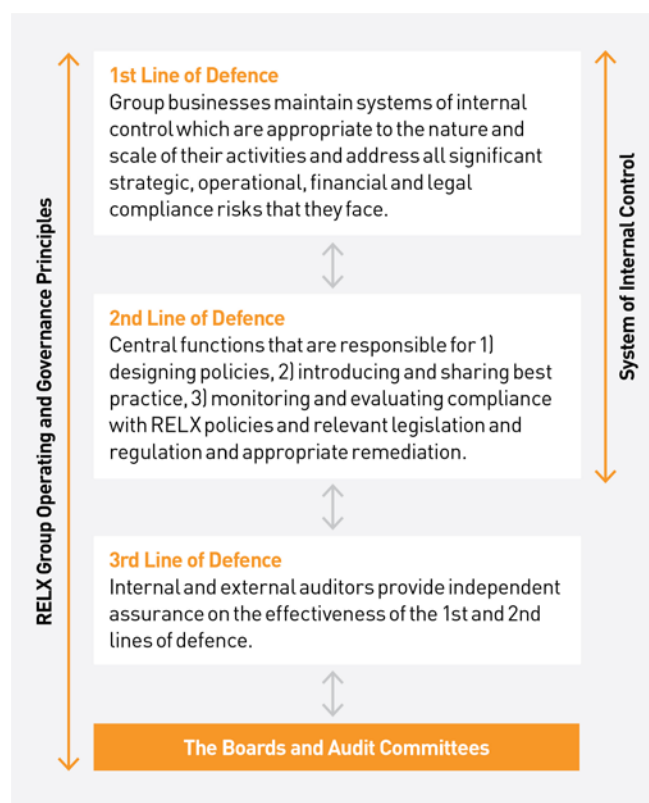 1st Line of Defence
Group businesses maintain systems of internal
control which are appropriate to the nature and
scale of their activities and address all significant
strategic, operational, financial and legal
compliance risks that they face.
2nd Line of Defence
Central functions that are responsible for 1)
designing policies, 2) introducing and sharing best
practice, 3) monitoring and evaluating compliance
with RELX policies and relevant legislation and
regulation and appropriate remediation.
3rd Line of Defence
Internal and external auditors provide independent
assurance on the effectiveness of the 1st and 2nd
lines of defence.
The Boards and Audit Committees
RELX Group Operating and Governance Principles
System of Internal Control